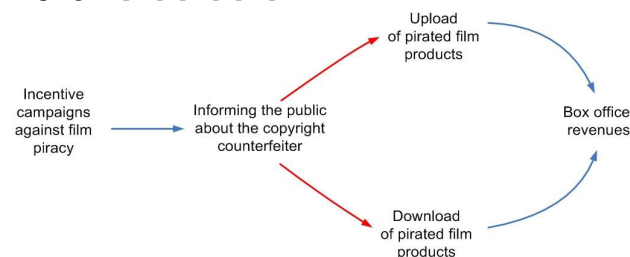 Upload
of pirated film
products
Incentive
campaigns
against film
piracy
Informing the public
about the copyright
counterfeiter
Box office
revenues
Download
of pirated film
products